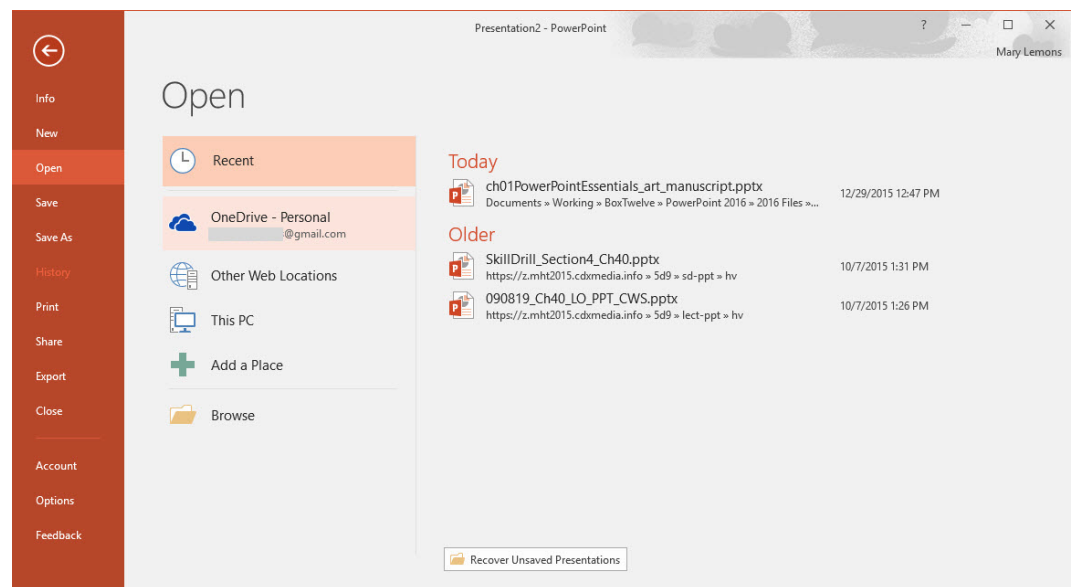 Presentation2 - PowerPoint
?
Mary Lemons
Info
New
Open
Save
Save As
History
Print
Share
Export
Close
Account
Options
Feedback
Open
Recent
OneDrive - Personal
@gmail.com
Other Web Locations
This PC
Add a Place
Browse
Today
ch01PowerPointEssentials_art_manuscript.pptx 12/29/2015 12:47 PM
Documents » Working » BoxTwelve » PowerPoint 2016 » 2016 Files »...
Older
SkillDrill_Section4_Ch40.pptx 10/7/2015 1:31 PM
https://z.mht2015.cdxmedia.info » 5d9 » sd-ppt » hv
090819_Ch40_LO_PPT_CWS.pptx 10/7/2015 1:26 PM
https://z.mht2015.cdxmedia.info » 5d9 » lect-ppt » hv
Recover Unsaved Presentations